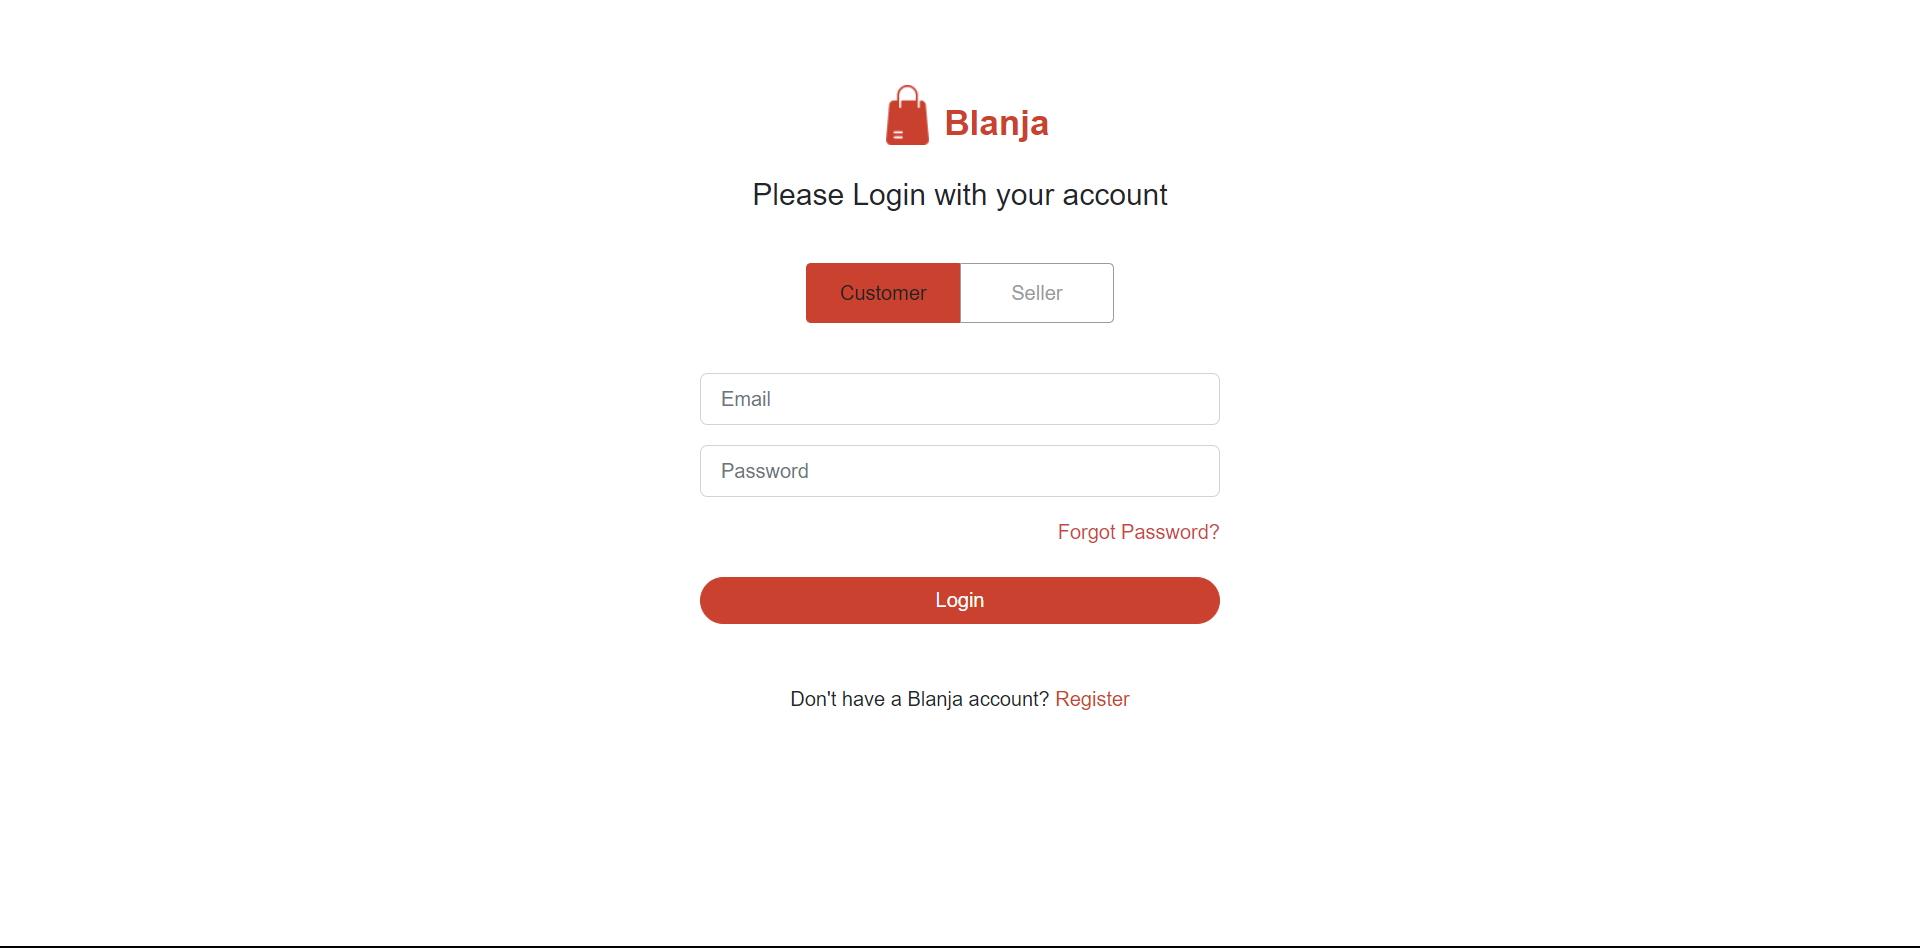 Blanja
Please Login with your account
Customer Seller
Email
Password
Forgot Password?
Login
Don't have a Blanja account? Register